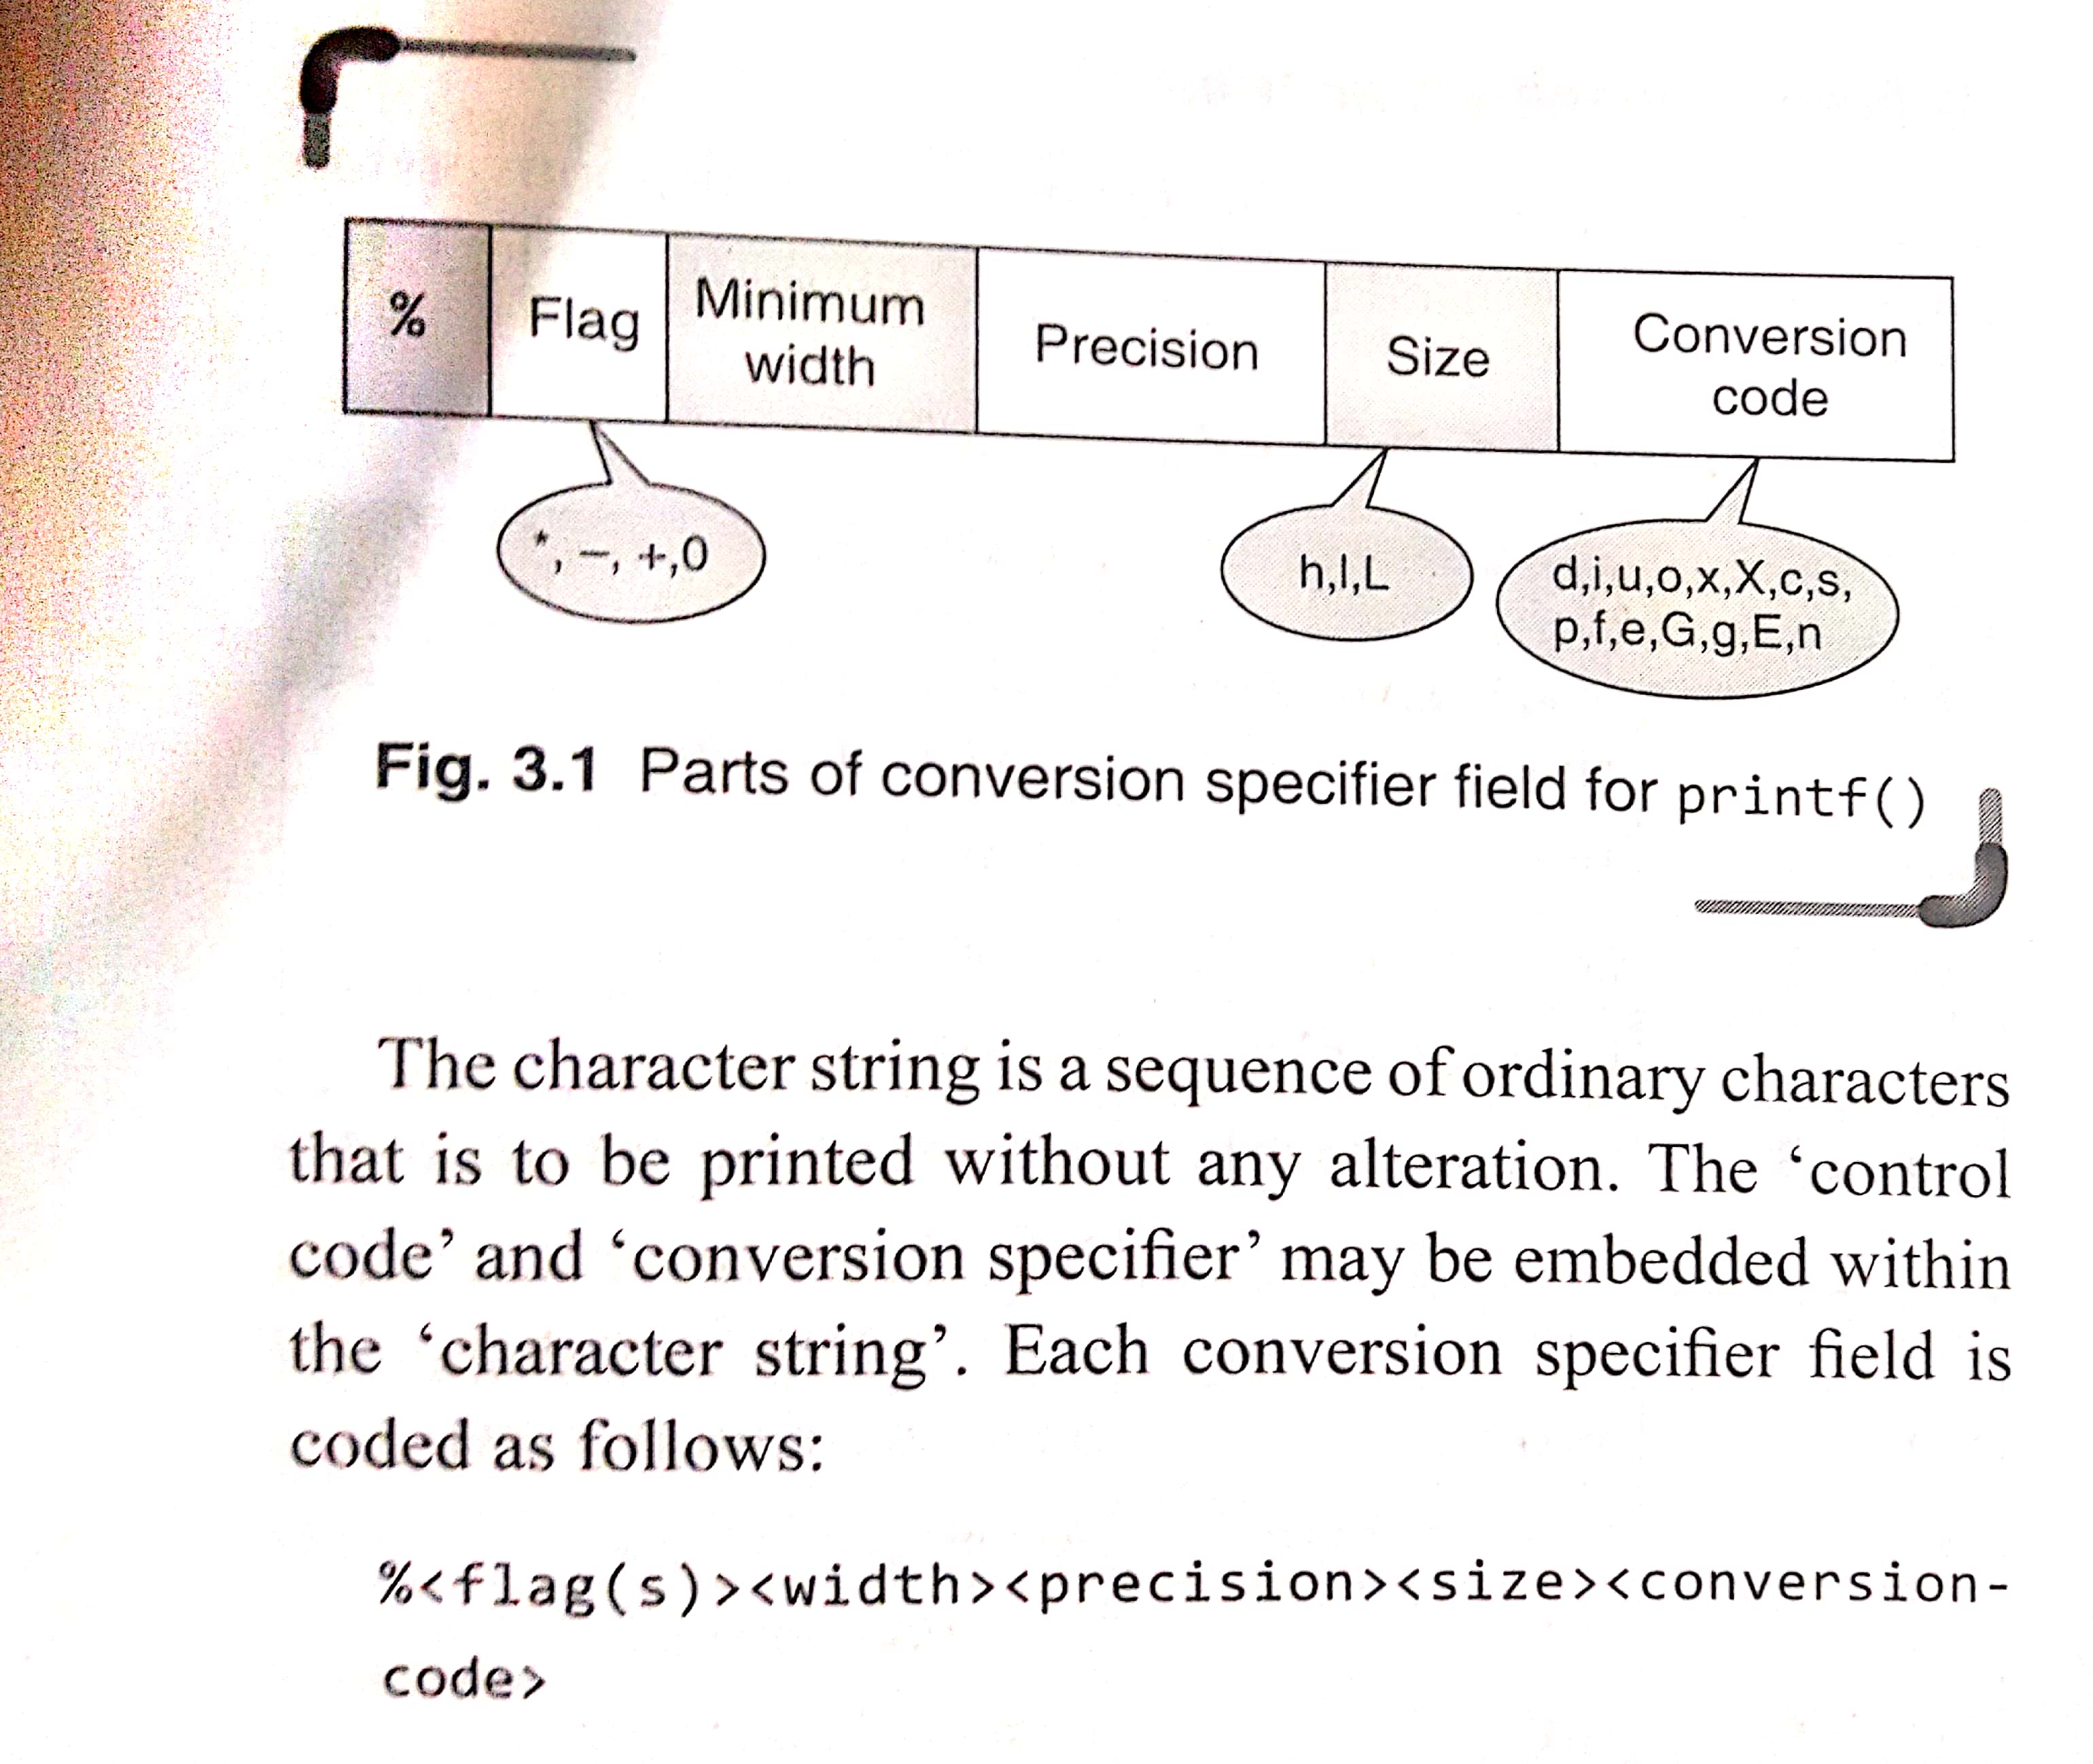 % Flag Minimum width Precision Size Conversion code
*, –, +,0
h,l,L
d,i,u,o,x,X,c,s,
p,f,e,G,g,E,n
Fig. 3.1 Parts of conversion specifier field for printf()
The character string is a sequence of ordinary characters
that is to be printed without any alteration. The ‘control
code’ and ‘conversion specifier’ may be embedded within
the ‘character string’. Each conversion specifier field is
coded as follows:
%<flag(s)><width><precision><size><conversion-
code>